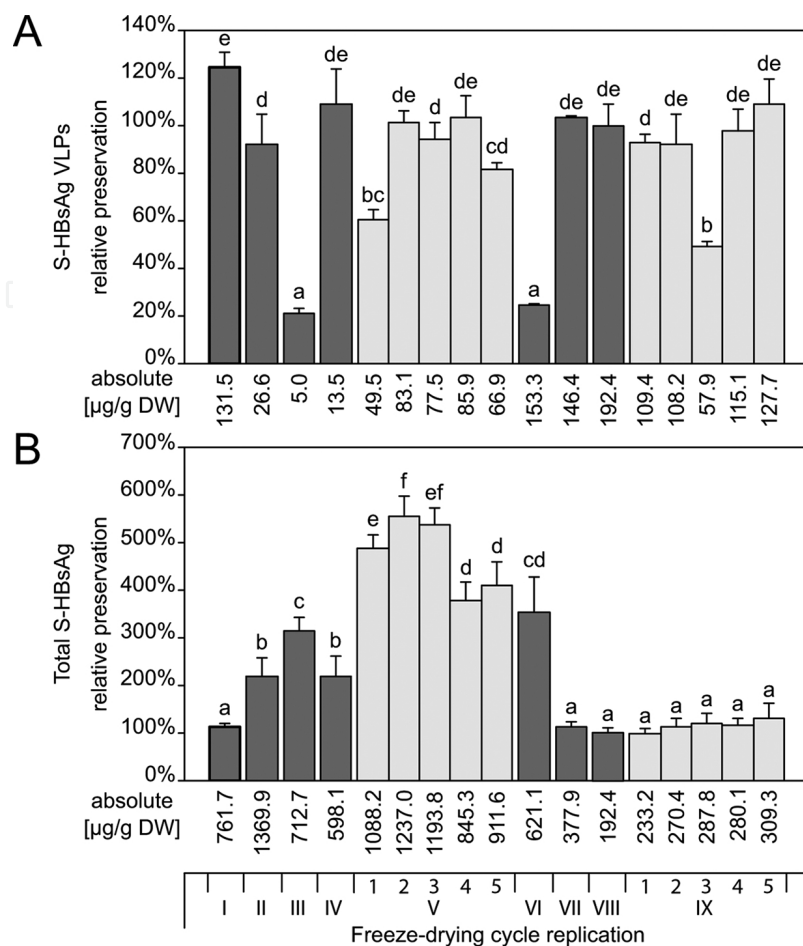 A
S-HBsAg VLPs
relative preservation
140%
120%
100%
80%
60%
40%
20%
0%
e
d
a
de
bc
de
d
de
cd
a
de
de
d
de
b
de
de
absolute
[µg/g DW]
131.5
26.6
5.0
13.5
49.5
83.1
77.5
85.9
66.9
153.3
146.4
192.4
109.4
108.2
57.9
115.1
127.7
B
Total S-HBsAg
relative preservation
700%
600%
500%
400%
300%
200%
100%
0%
a
b
c
b
e
f
ef
d
d
cd
a
a
a
a
a
a
a
absolute
[µg/g DW]
761.7
1369.9
712.7
598.1
1088.2
1237.0
1193.8
845.3
911.6
621.1
377.9
192.4
233.2
270.4
287.8
280.1
309.3
1 2 3 4 5 1 2 3 4 5
I II III IV V VI VII VIII IX
Freeze-drying cycle replication